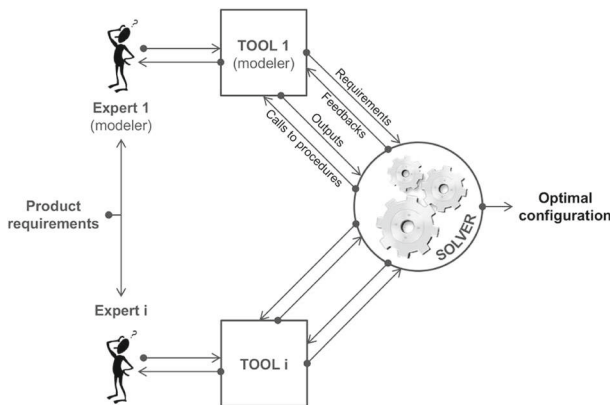 ?
TOOL 1
(modeler)
Expert 1
(modeler)
Requirements
Feedbacks
Outputs
Calls to procedures
Product
requirements
SOLVER
Optimal
configuration
Expert i
?
TOOL i